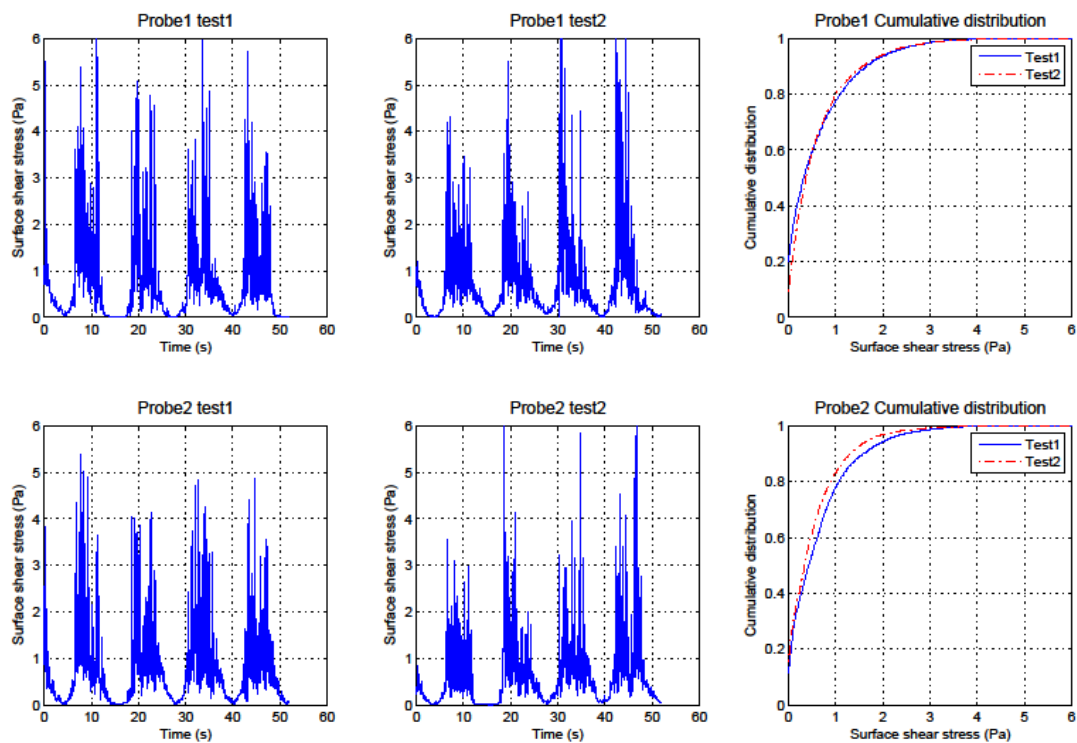 Probe1 test1
Probe1 test2
Probe1 Cumulative distribution
Surface shear stress (Pa)
6
5
4
3
2
1
0
0 10 20 30 40 50 60
Time (s)
Surface shear stress (Pa)
6
5
4
3
2
1
0
0 10 20 30 40 50 60
Time (s)
Cumulative distribution
1
0.8
0.6
0.4
0.2
0
Test1
Test2
0 1 2 3 4 5 6
Surface shear stress (Pa)
Probe2 test1
Probe2 test2
Probe2 Cumulative distribution
Surface shear stress (Pa)
6
5
4
3
2
1
0
0 10 20 30 40 50 60
Time (s)
Surface shear stress (Pa)
6
5
4
3
2
1
0
0 10 20 30 40 50 60
Time (s)
Cumulative distribution
1
0.8
0.6
0.4
0.2
0
Test1
Test2
0 1 2 3 4 5 6
Surface shear stress (Pa)